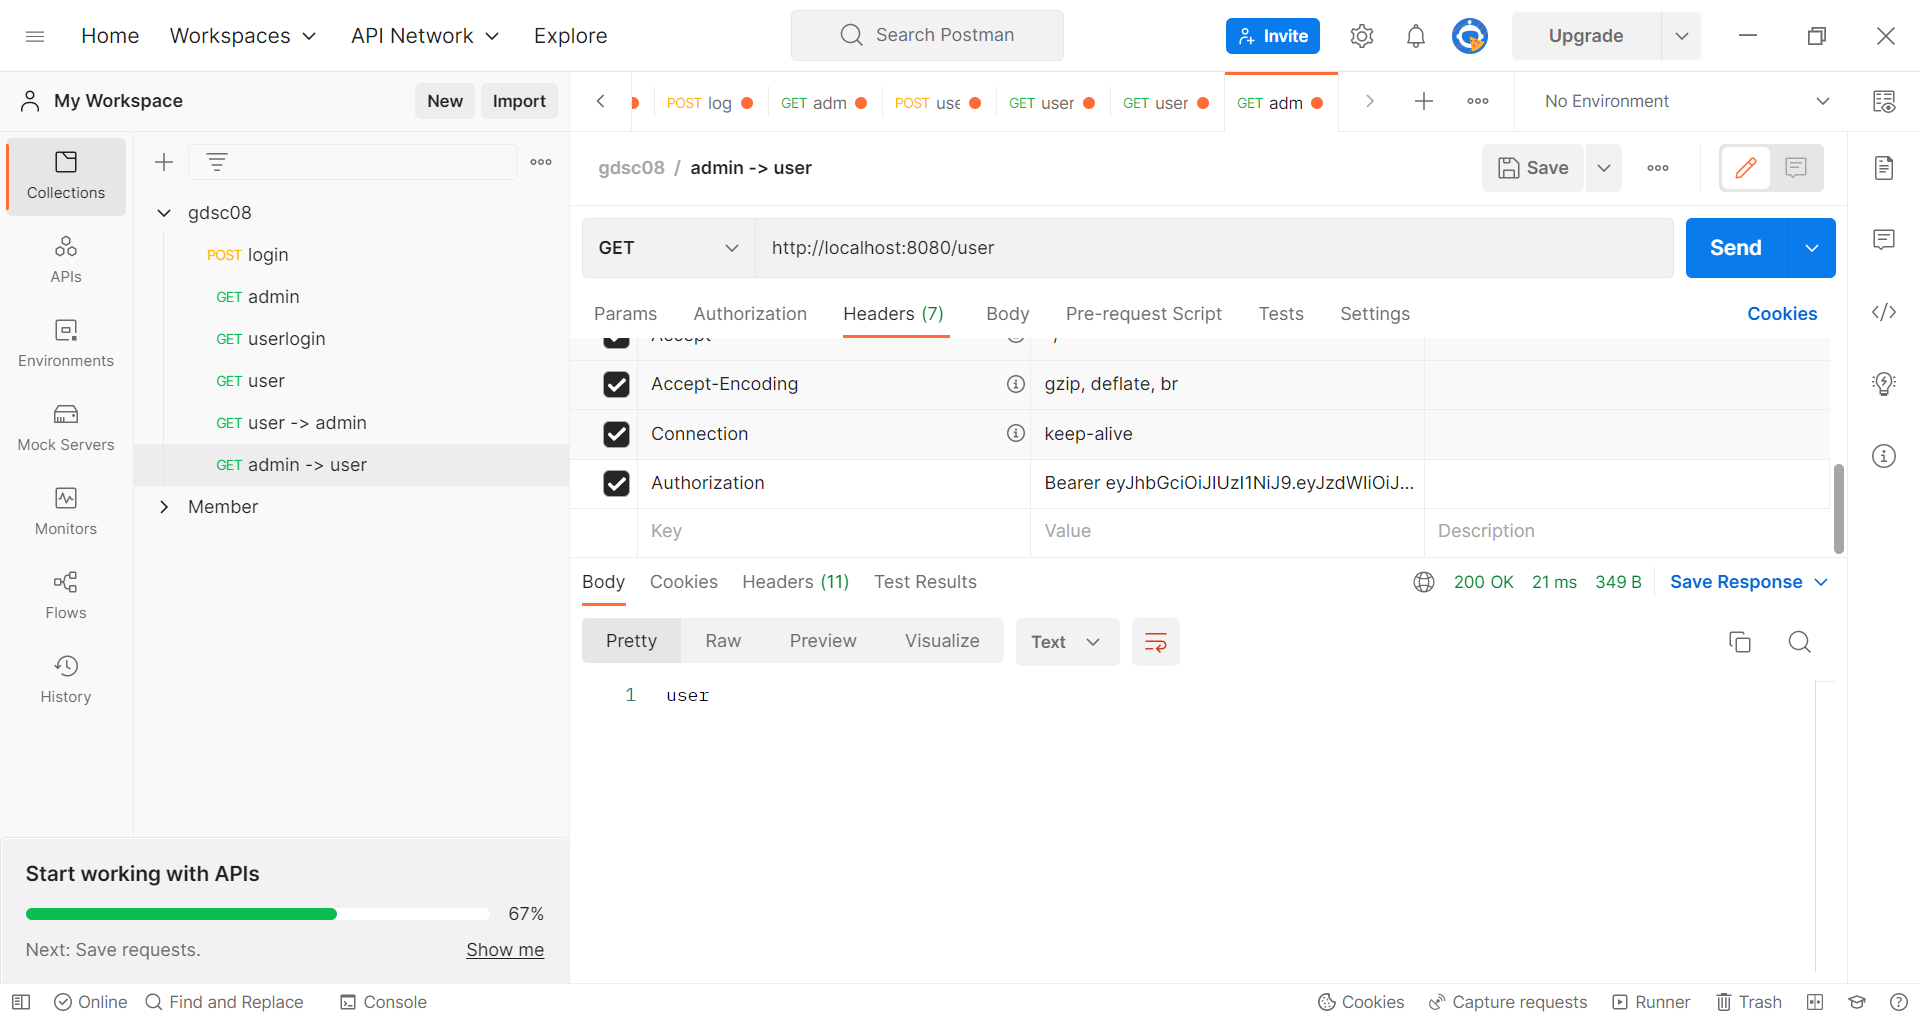 Home Workspaces API Network Explore Search Postman Invite Upgrade
My Workspace New Import POST log GET adm POST use GET user GET user GET adm No Environment
gdsc08 / admin -> user Save
Collections
gdsc08
POST login
GET admin
GET userlogin
GET user
GET user -> admin
GET admin -> user
Member
APIs
Environments
Mock Servers
Monitors
Flows
History
GET http://localhost:8080/user Send
Params Authorization Headers (7) Body Pre-request Script Tests Settings Cookies
Accept-Encoding gzip, deflate, br
Connection keep-alive
Authorization Bearer eyJhbGciOiJIUzI1NiJ9.eyJzdWIiOiJ...
Key Value Description
Body Cookies Headers (11) Test Results 200 OK 21 ms 349 B Save Response
Pretty Raw Preview Visualize Text
1 user
Start working with APIs
67%
Next: Save requests. Show me
Online Find and Replace Console Cookies Capture requests Runner Trash